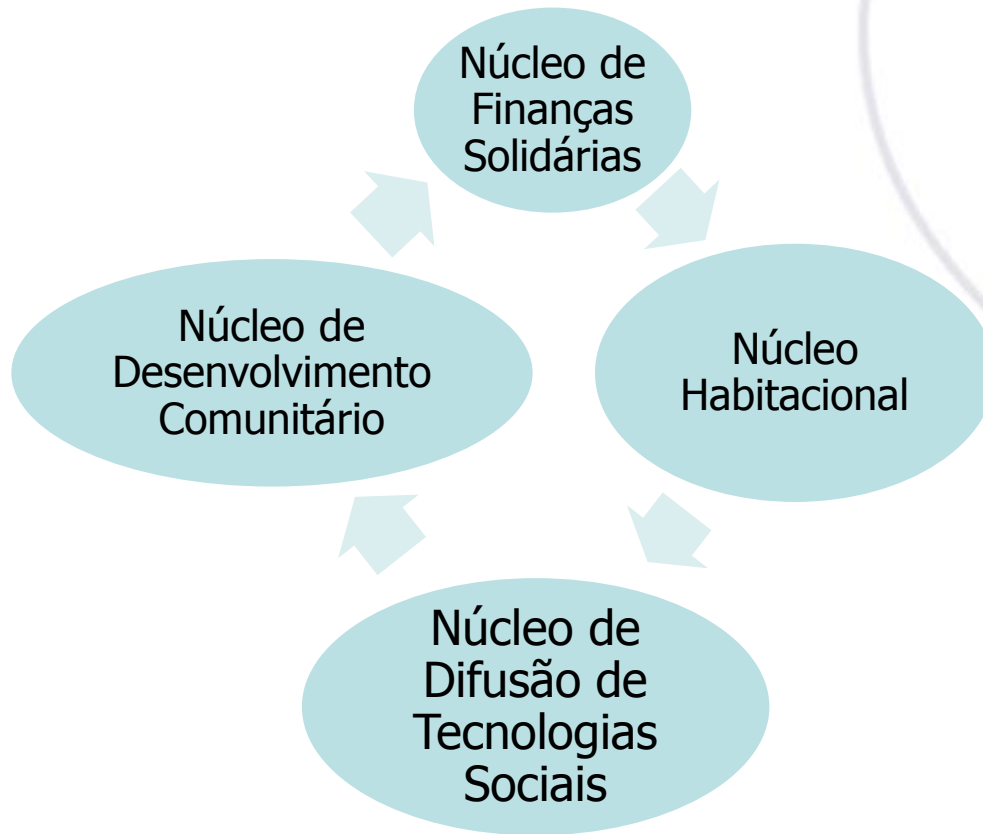 Núcleo de
Finanças
Solidárias
Núcleo de
Desenvolvimento
Comunitário
Núcleo
Habitacional
Núcleo de
Difusão de
Tecnologias
Sociais